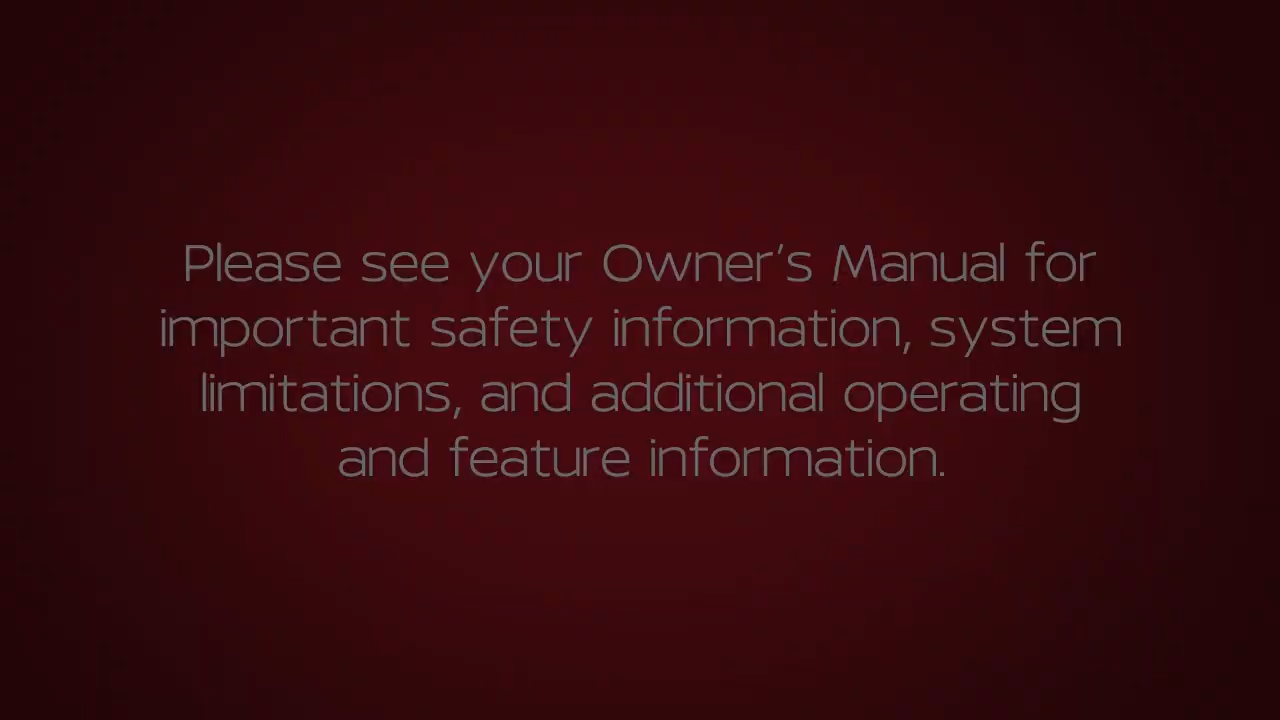 Please see your Owner’s Manual for
important safety information, system
limitations, and additional operating
and feature information.